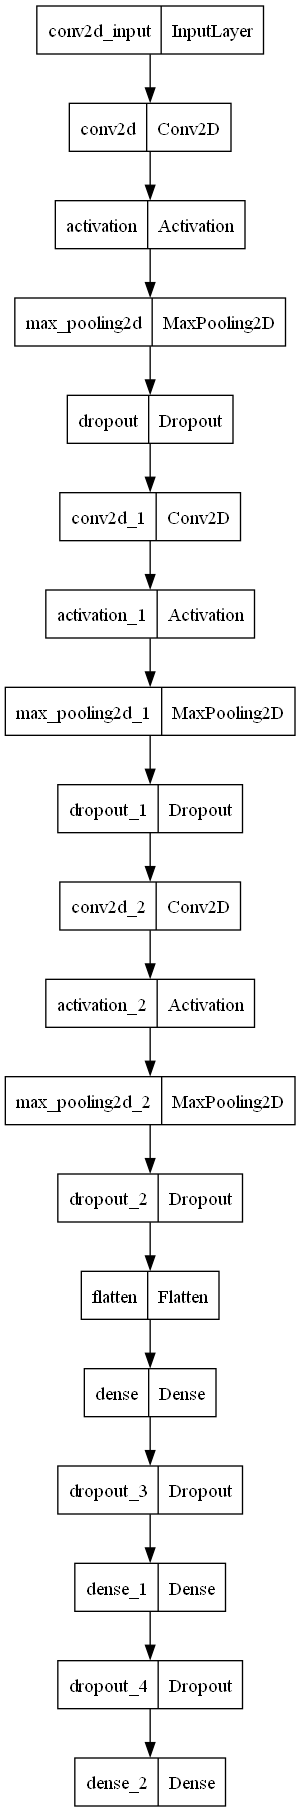 conv2d_input InputLayer
conv2d Conv2D
activation Activation
max_pooling2d MaxPooling2D
dropout Dropout
conv2d_1 Conv2D
activation_1 Activation
max_pooling2d_1 MaxPooling2D
dropout_1 Dropout
conv2d_2 Conv2D
activation_2 Activation
max_pooling2d_2 MaxPooling2D
dropout_2 Dropout
flatten Flatten
dense Dense
dropout_3 Dropout
dense_1 Dense
dropout_4 Dropout
dense_2 Dense